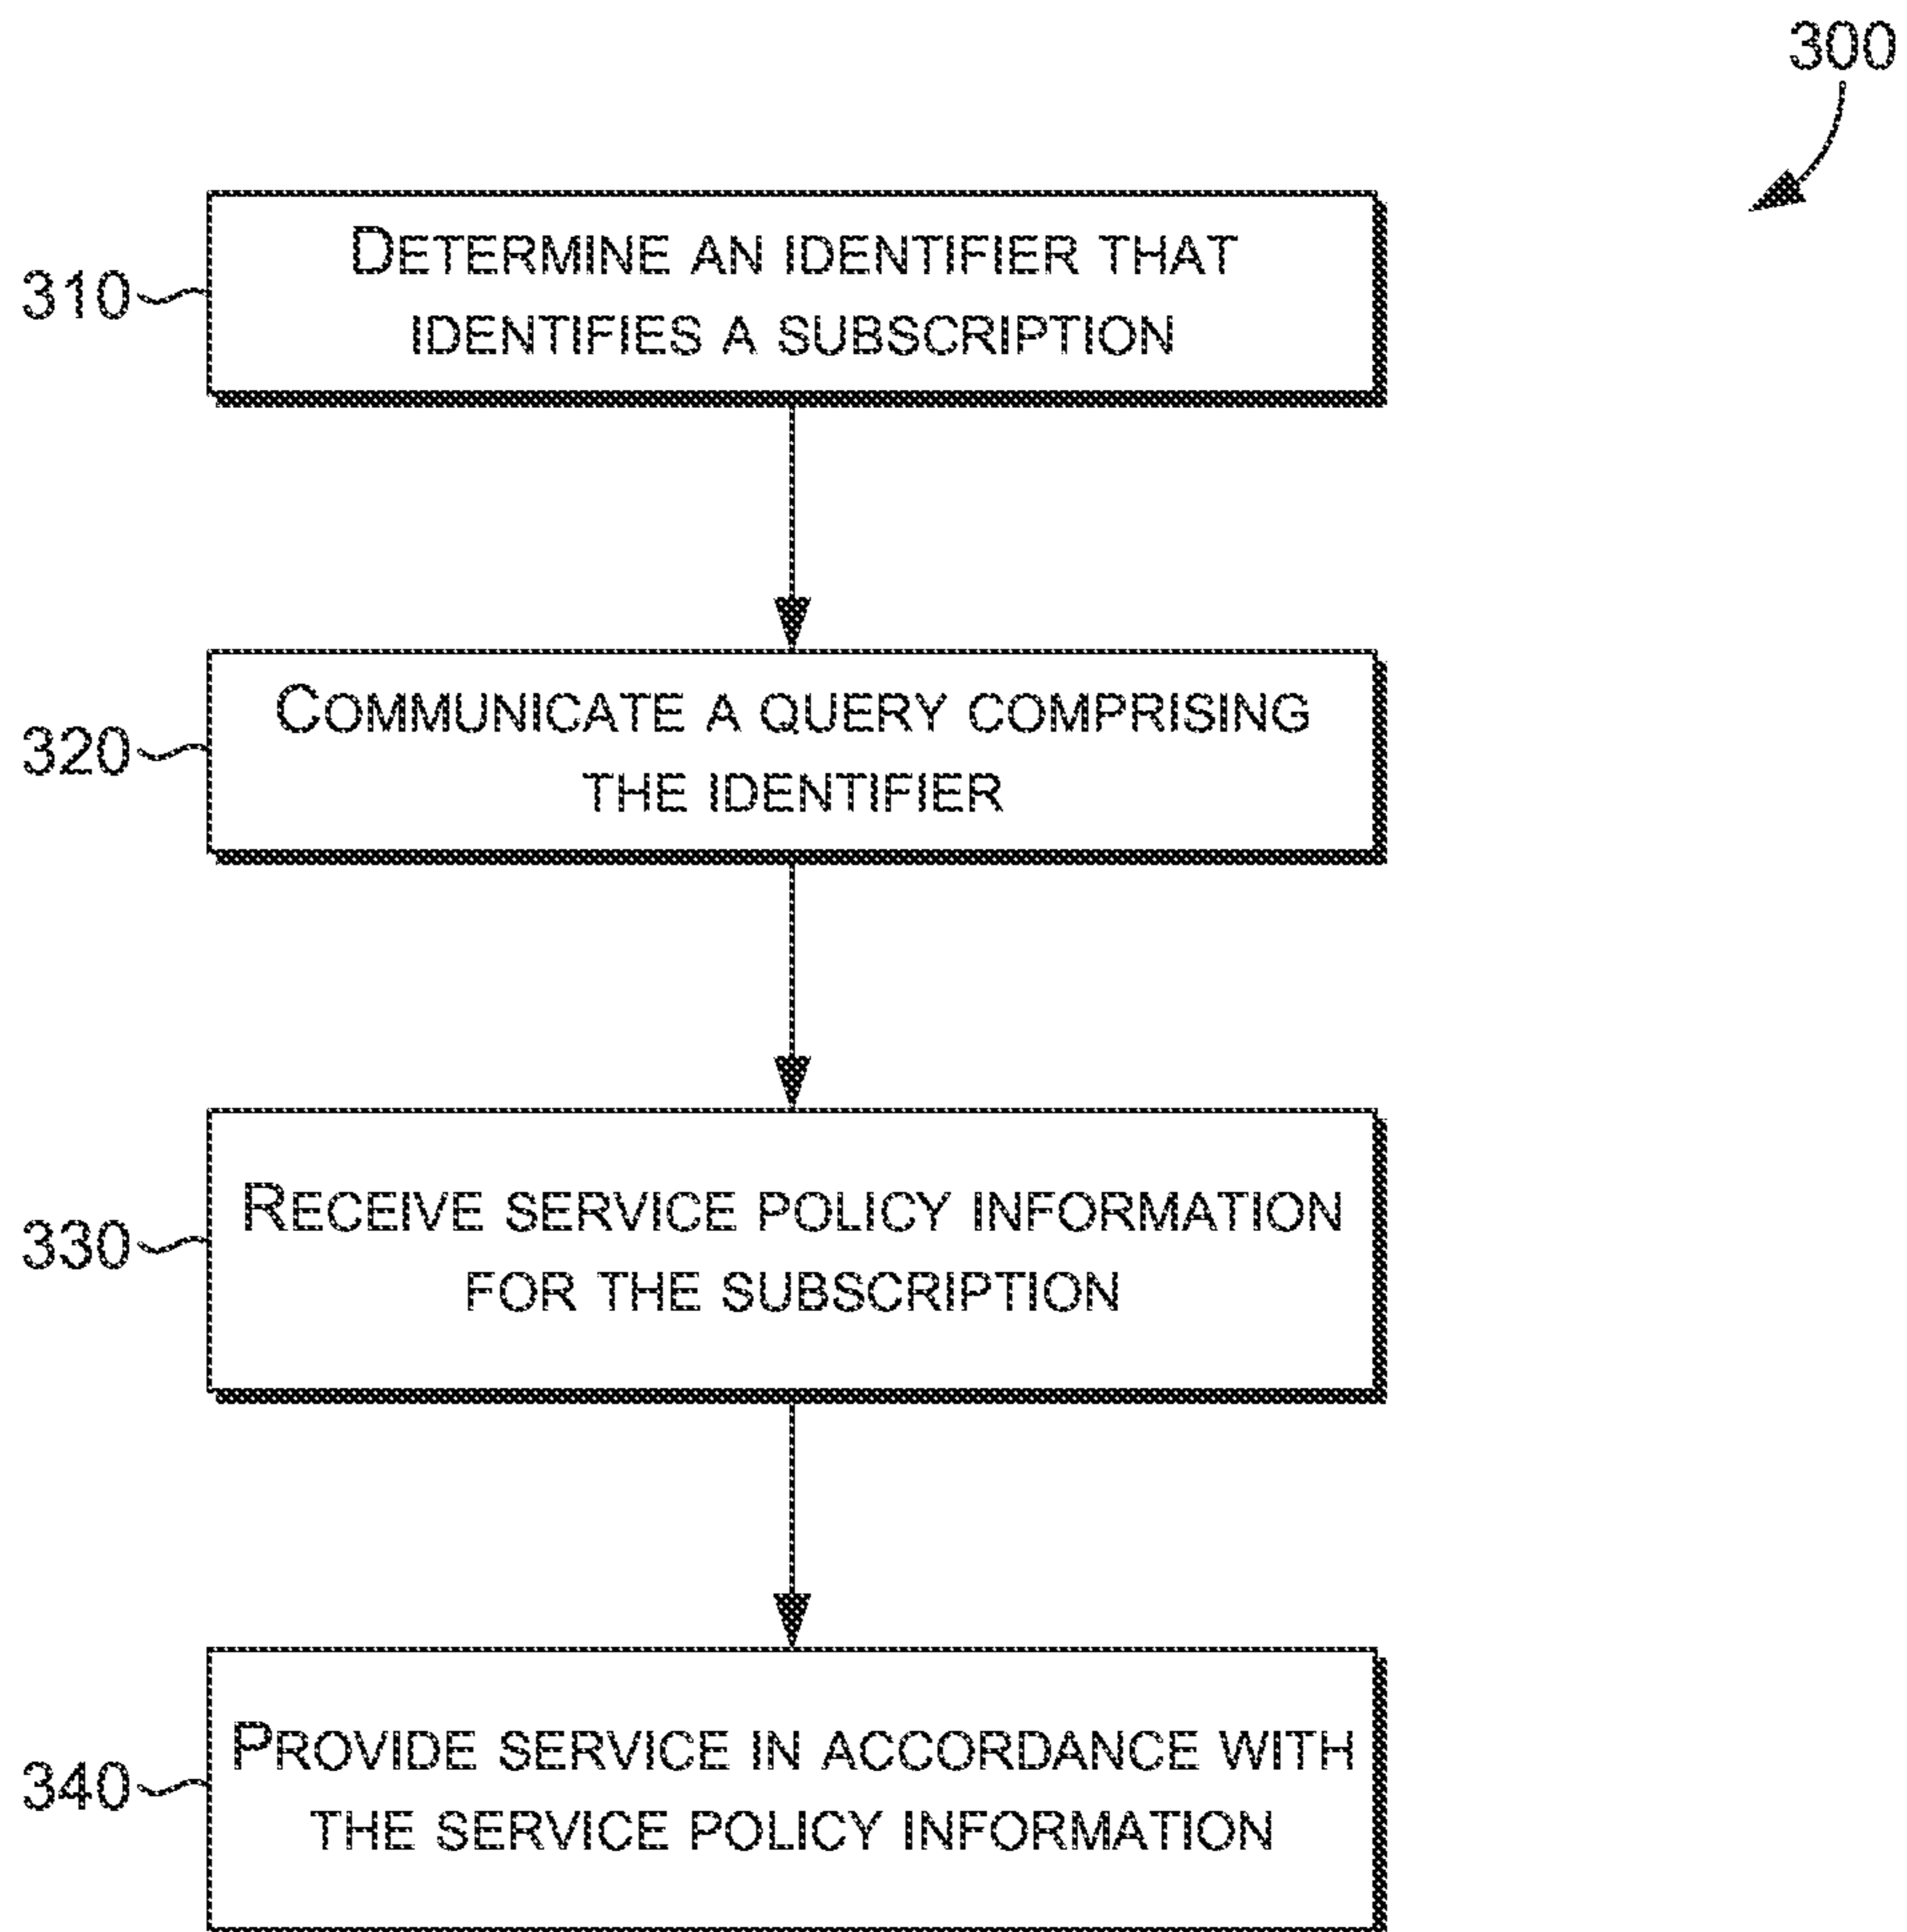 300
310
DETERMINE AN IDENTIFIER THAT
IDENTIFIES A SUBSCRIPTION
320
COMMUNICATE A QUERY COMPRISING
THE IDENTIFIER
330
RECEIVE SERVICE POLICY INFORMATION
FOR THE SUBSCRIPTION
340
PROVIDE SERVICE IN ACCORDANCE WITH
THE SERVICE POLICY INFORMATION